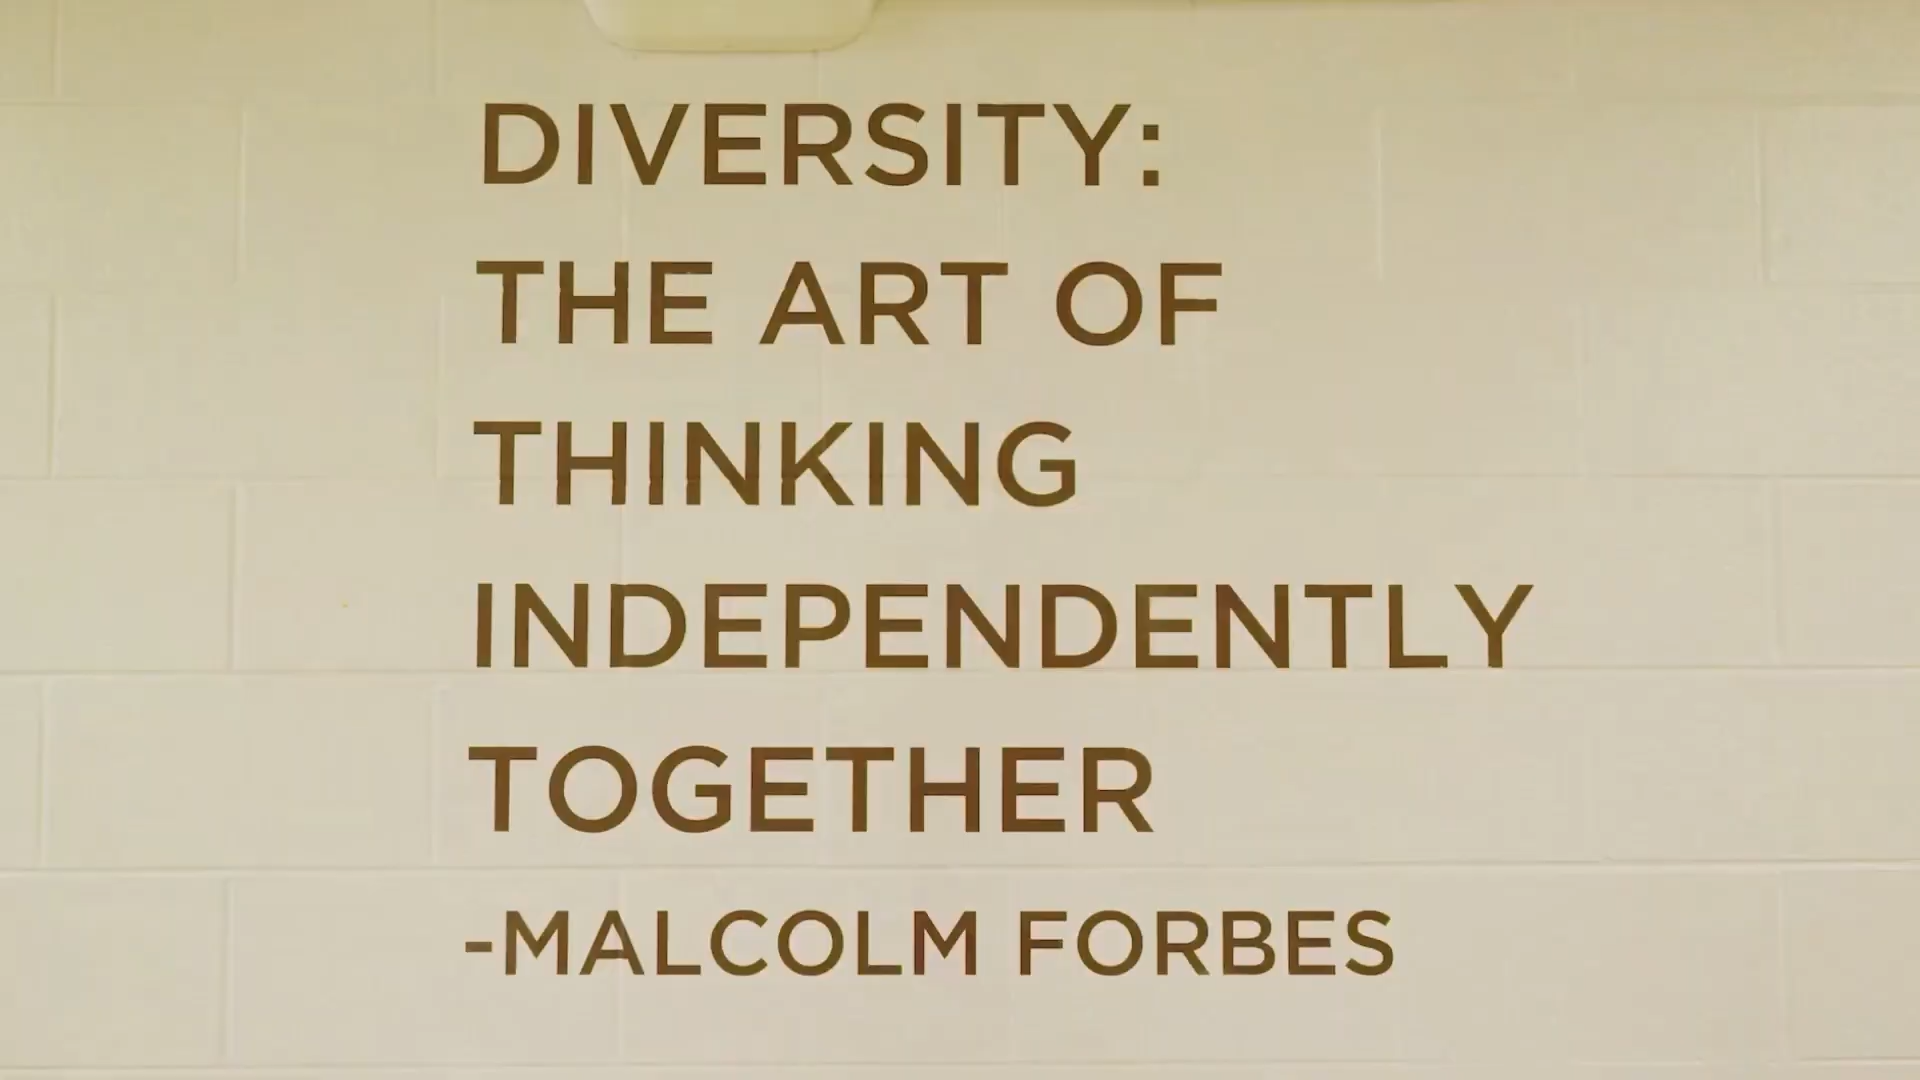 DIVERSITY:
THE ART OF
THINKING
INDEPENDENTLY
TOGETHER
-MALCOLM FORBES